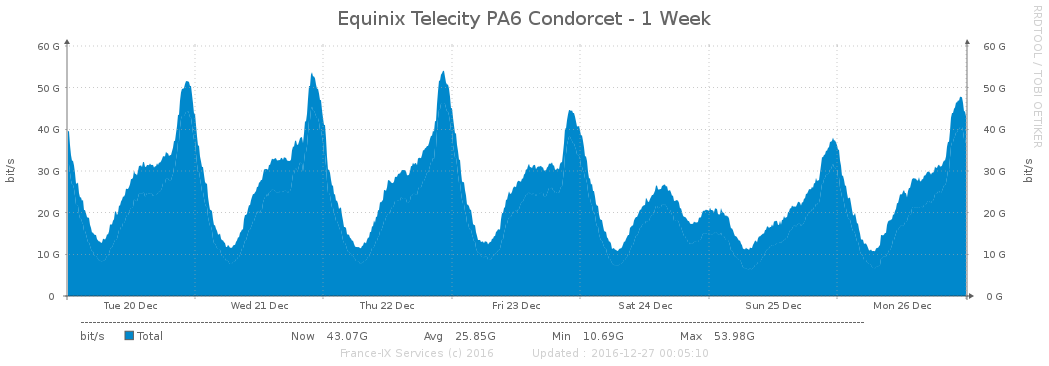 Equinix Telecity PA6 Condorcet - 1 Week
RRDTOOL / TOBI OETIKER
bit/s
bit/s
60 G 60 G
50 G 50 G
40 G 40 G
30 G 30 G
20 G 20 G
10 G 10 G
0 0 G
Tue 20 Dec Wed 21 Dec Thu 22 Dec Fri 23 Dec Sat 24 Dec Sun 25 Dec Mon 26 Dec
bit/s Total Now 43.07G Avg 25.85G Min 10.69G Max 53.98G
France-IX Services (c) 2016 Updated : 2016-12-27 00:05:10